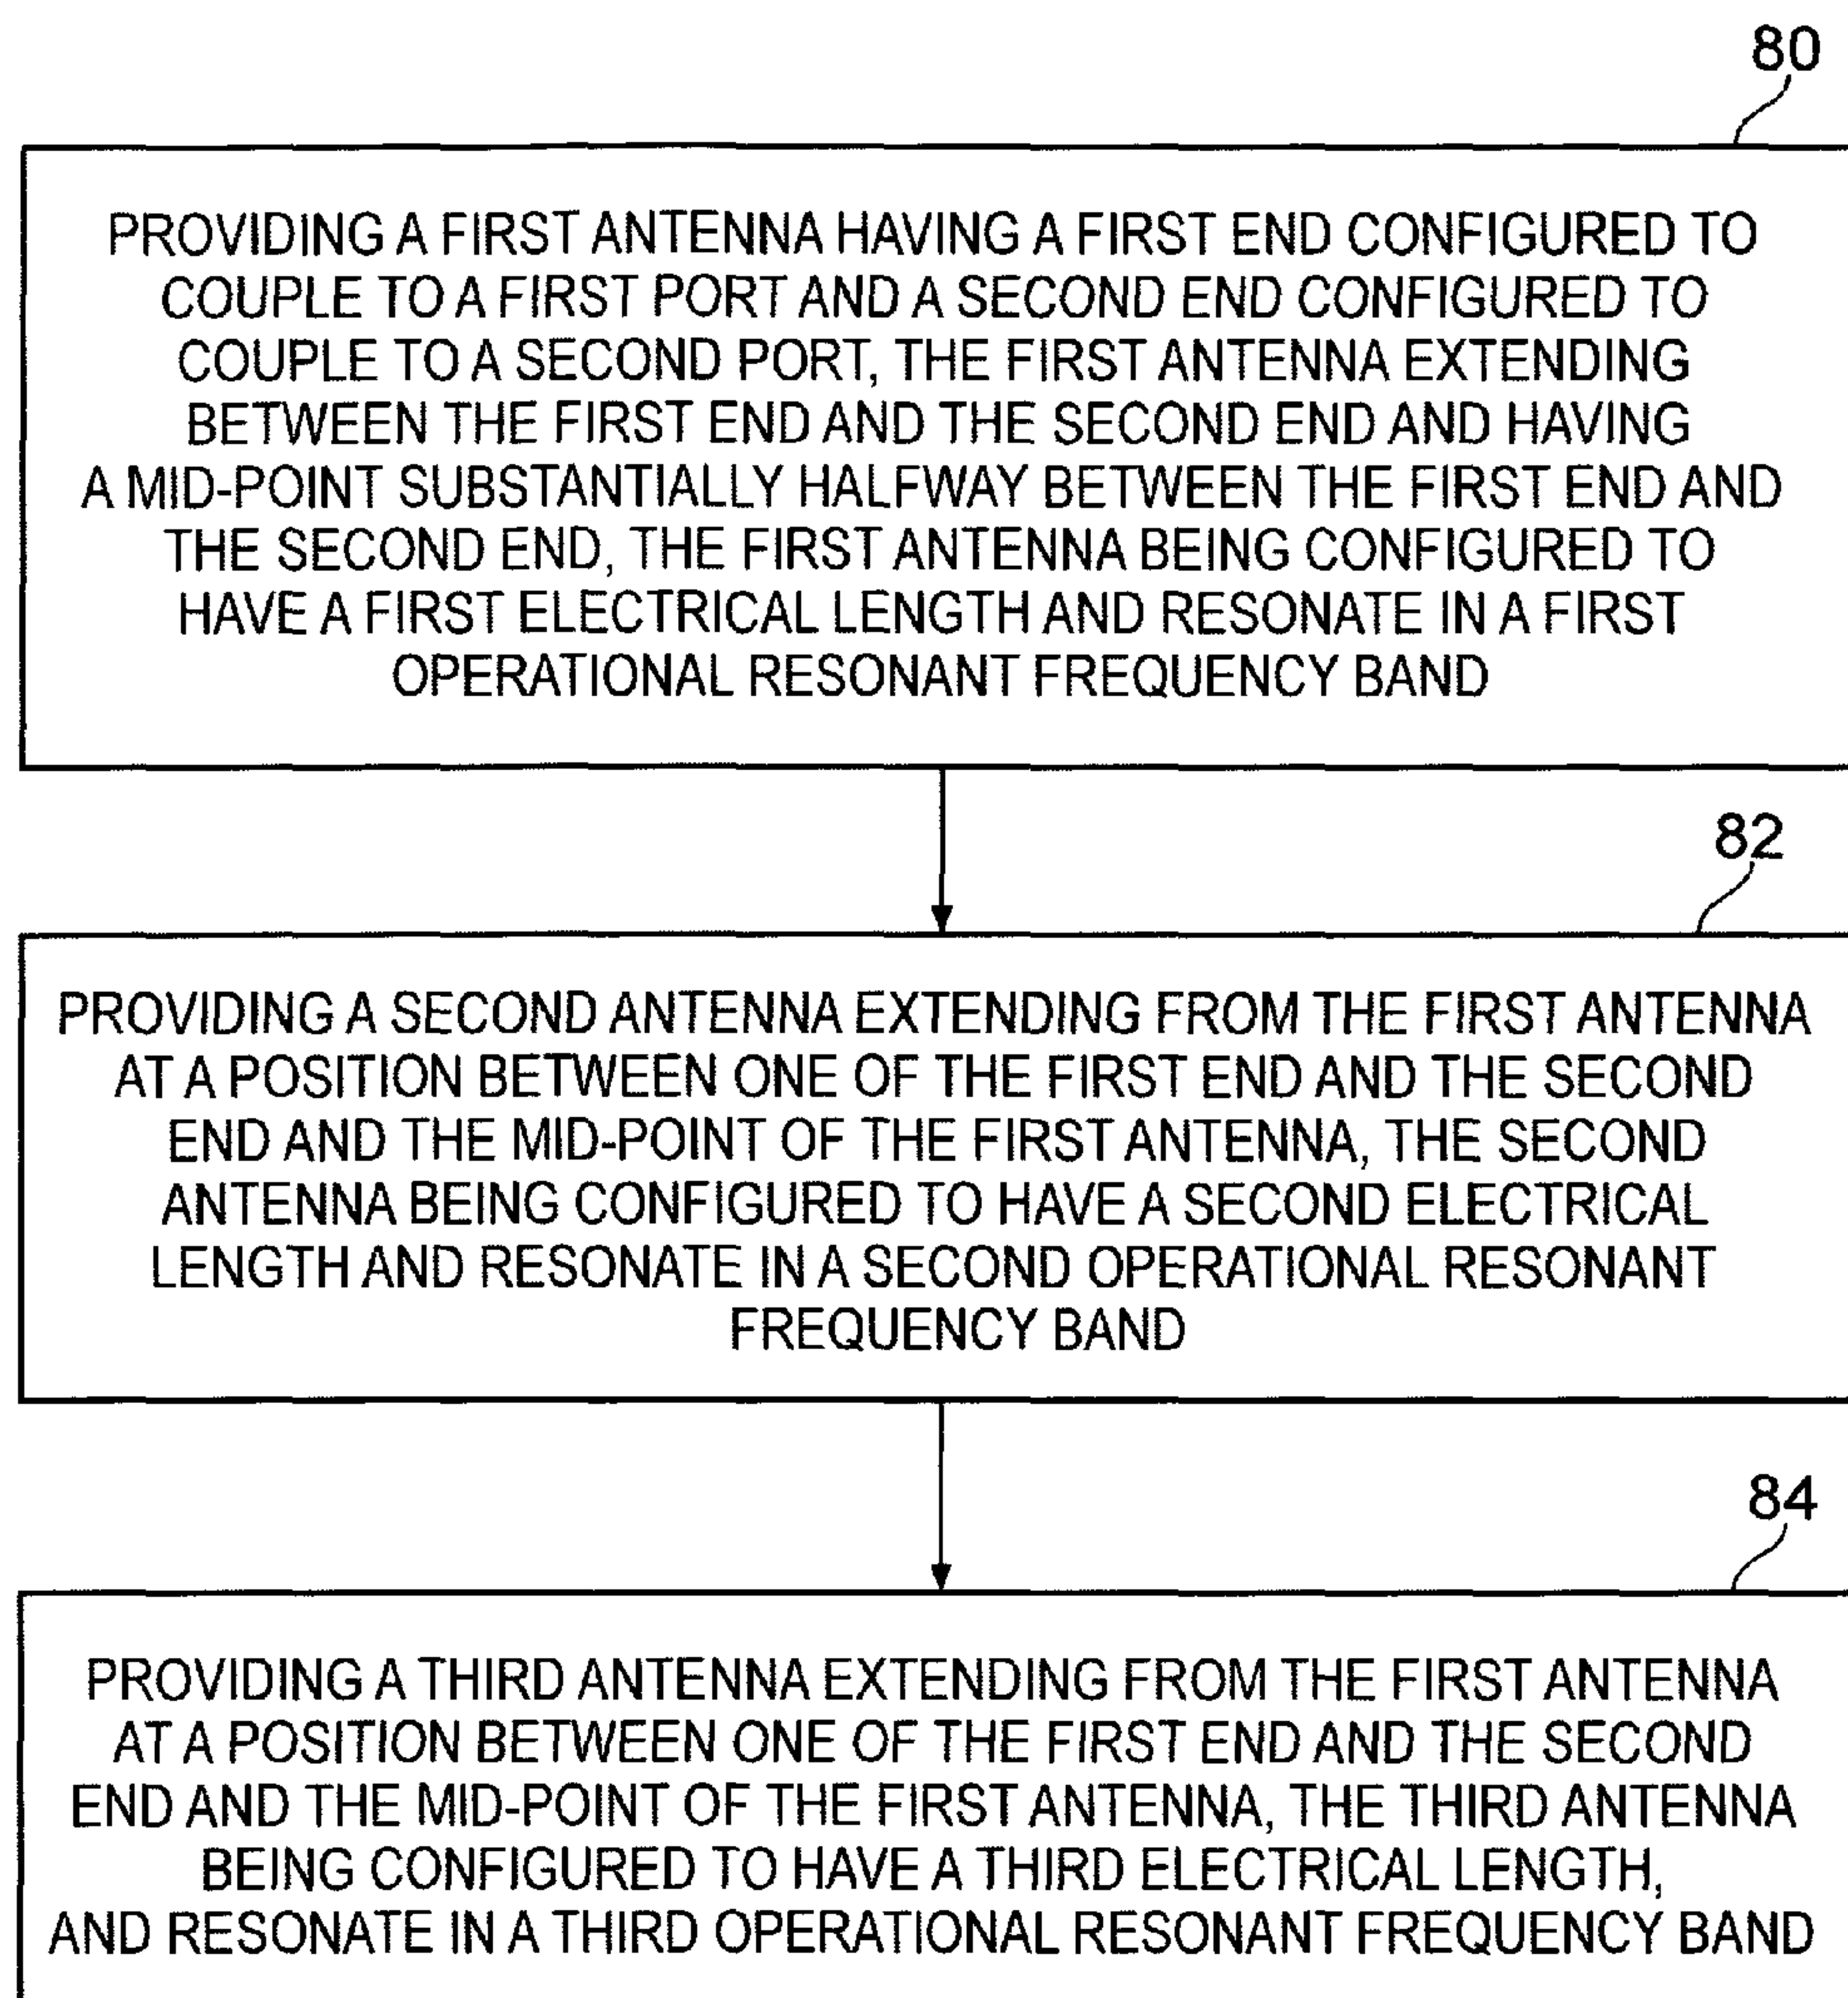 80
PROVIDING A FIRST ANTENNA HAVING A FIRST END CONFIGURED TO
COUPLE TO A FIRST PORT AND A SECOND END CONFIGURED TO
COUPLE TO A SECOND PORT, THE FIRST ANTENNA EXTENDING
BETWEEN THE FIRST END AND THE SECOND END AND HAVING
A MID-POINT SUBSTANTIALLY HALFWAY BETWEEN THE FIRST END AND
THE SECOND END, THE FIRST ANTENNA BEING CONFIGURED TO
HAVE A FIRST ELECTRICAL LENGTH AND RESONATE IN A FIRST
OPERATIONAL RESONANT FREQUENCY BAND
82
PROVIDING A SECOND ANTENNA EXTENDING FROM THE FIRST ANTENNA
AT A POSITION BETWEEN ONE OF THE FIRST END AND THE SECOND
END AND THE MID-POINT OF THE FIRST ANTENNA, THE SECOND
ANTENNA BEING CONFIGURED TO HAVE A SECOND ELECTRICAL
LENGTH AND RESONATE IN A SECOND OPERATIONAL RESONANT
FREQUENCY BAND
84
PROVIDING A THIRD ANTENNA EXTENDING FROM THE FIRST ANTENNA
AT A POSITION BETWEEN ONE OF THE FIRST END AND THE SECOND
END AND THE MID-POINT OF THE FIRST ANTENNA, THE THIRD ANTENNA
BEING CONFIGURED TO HAVE A THIRD ELECTRICAL LENGTH,
AND RESONATE IN A THIRD OPERATIONAL RESONANT FREQUENCY BAND